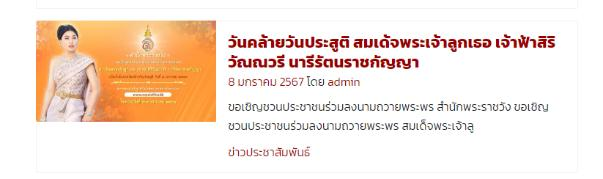 วันคล้ายวันประสูติ สมเด้จพระเจ้าลูกเธอ เจ้าฟ้าสิริ
วัณณวรี นารีรัตนราชกัญญา
8 มกราคม 2567 โดย admin
ขอเชิญชวนประชาชนร่วมลงนามถวายพระพร สำนักพระราชวัง ขอเชิญ
ชวนประชาชนร่วมลงนามถวายพระพร สมเด็จพระเจ้าลู
ข่าวประชาสัมพันธ์